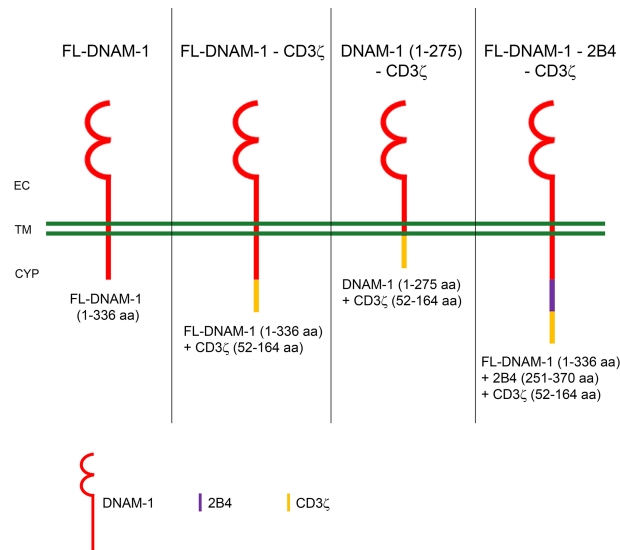 FL-DNAM-1
FL-DNAM-1 - CD3ζ
DNAM-1 (1-275)
- CD3ζ
FL-DNAM-1 - 2B4
- CD3ζ
EC
TM
CYP
FL-DNAM-1
(1-336 aa)
FL-DNAM-1 (1-336 aa)
+ CD3ζ (52-164 aa)
DNAM-1 (1-275 aa)
+ CD3ζ (52-164 aa)
FL-DNAM-1 (1-336 aa)
+ 2B4 (251-370 aa)
+ CD3ζ (52-164 aa)
DNAM-1
2B4
CD3ζ